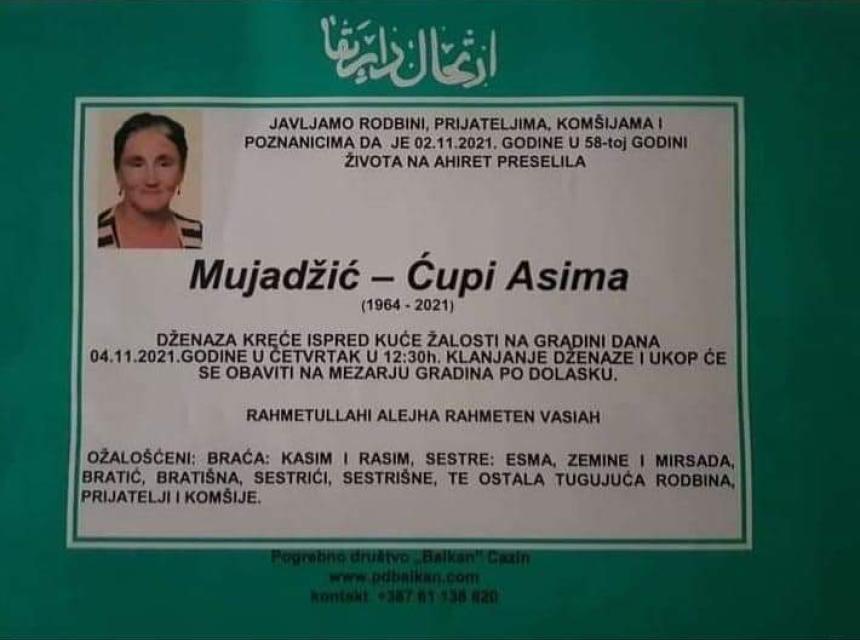 ارتحال دار بقا
JAVLJAMO RODBINI, PRIJATELJIMA, KOMŠIJAMA I
POZNANICIMA DA JE 02.11.2021. GODINE U 58-toj GODINI
ŽIVOTA NA AHIRET PRESELILA
Mujadžić – Ćupi Asima
(1964 - 2021)
DŽENAZA KREĆE ISPRED KUĆE ŽALOSTI NA GRADINI DANA
04.11.2021.GODINE U ČETVRTAK U 12:30h. KLANJANJE DŽENAZE I UKOP ĆE
SE OBAVITI NA MEZARJU GRADINA PO DOLASKU.
RAHMETULLAHI ALEJHA RAHMETEN VASIAH
OŽALOŠĆENI: BRAĆA: KASIM I RASIM, SESTRE: ESMA, ZEMINE I MIRSADA,
BRATIĆ, BRATIŠNA, SESTRIĆI, SESTRIŠNE, TE OSTALA TUGUJUĆA RODBINA,
PRIJATELJI I KOMŠIJE.
Pogrebno društvo „Balkan" Cazin
www.pdbalkan.com
kontakt +387 61 138 820